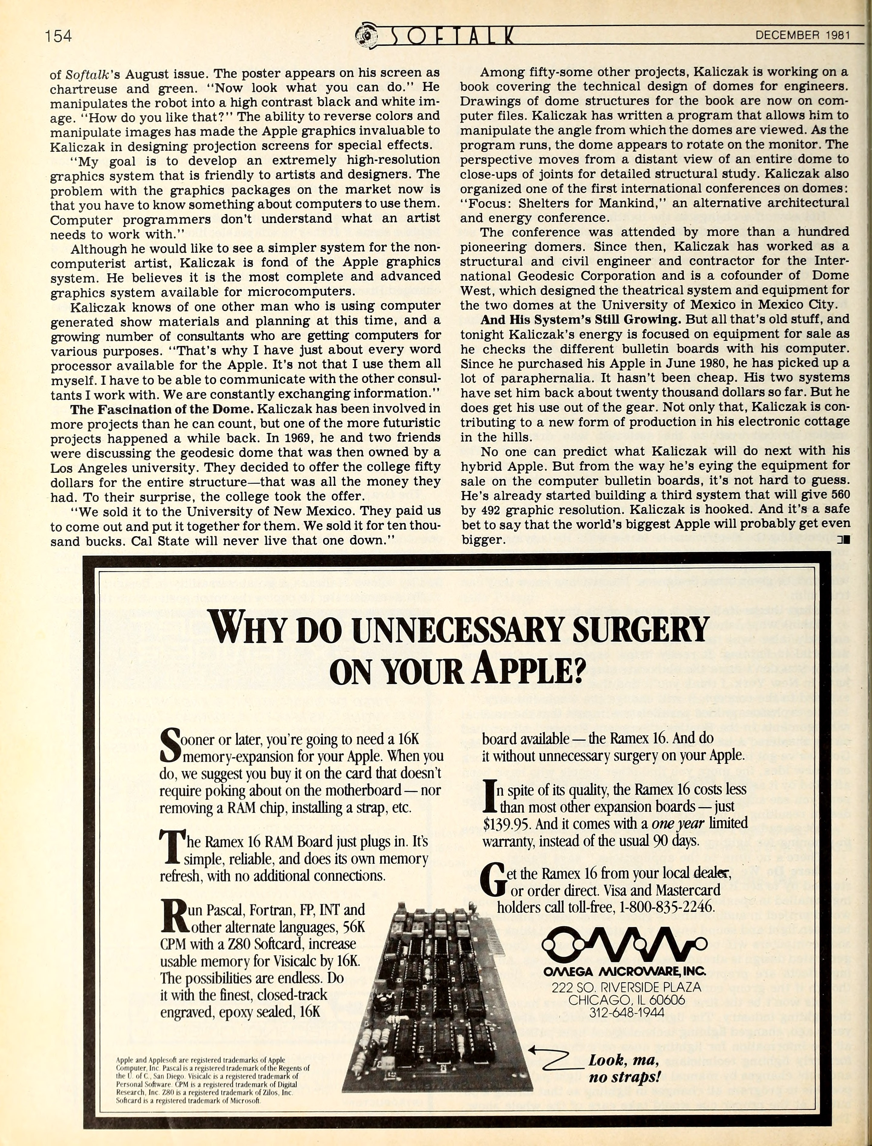 154
SOFTALK
DECEMBER 1981
of Softalk's August issue. The poster appears on his screen as
chartreuse and green. "Now look what you can do." He
manipulates the robot into a high contrast black and white im-
age. "How do you like that?" The ability to reverse colors and
manipulate images has made the Apple graphics invaluable to
Kaliczak in designing projection screens for special effects.
"My goal is to develop an extremely high-resolution
graphics system that is friendly to artists and designers. The
problem with the graphics packages on the market now is
that you have to know something about computers to use them.
Computer programmers don't understand what an artist
needs to work with."
Although he would like to see a simpler system for the non-
computerist artist, Kaliczak is fond of the Apple graphics
system. He believes it is the most complete and advanced
graphics system available for microcomputers.
Kaliczak knows of one other man who is using computer
generated show materials and planning at this time, and a
growing number of consultants who are getting computers for
various purposes. "That's why I have just about every word
processor available for the Apple. It's not that I use them all
myself. I have to be able to communicate with the other consul-
tants I work with. We are constantly exchanging information."
The Fascination of the Dome. Kaliczak has been involved in
more projects than he can count, but one of the more futuristic
projects happened a while back. In 1969, he and two friends
were discussing the geodesic dome that was then owned by a
Los Angeles university. They decided to offer the college fifty
dollars for the entire structure—that was all the money they
had. To their surprise, the college took the offer.
"We sold it to the University of New Mexico. They paid us
to come out and put it together for them. We sold it for ten thou-
sand bucks. Cal State will never live that one down."
Among fifty-some other projects, Kaliczak is working on a
book covering the technical design of domes for engineers.
Drawings of dome structures for the book are now on com-
puter files. Kaliczak has written a program that allows him to
manipulate the angle from which the domes are viewed. As the
program runs, the dome appears to rotate on the monitor. The
perspective moves from a distant view of an entire dome to
close-ups of joints for detailed structural study. Kaliczak also
organized one of the first international conferences on domes:
"Focus: Shelters for Mankind," an alternative architectural
and energy conference.
The conference was attended by more than a hundred
pioneering domers. Since then, Kaliczak has worked as a
structural and civil engineer and contractor for the Inter-
national Geodesic Corporation and is a cofounder of Dome
West, which designed the theatrical system and equipment for
the two domes at the University of Mexico in Mexico City.
And His System's Still Growing. But all that's old stuff, and
tonight Kaliczak's energy is focused on equipment for sale as
he checks the different bulletin boards with his computer.
Since he purchased his Apple in June 1980, he has picked up a
lot of paraphernalia. It hasn't been cheap. His two systems
have set him back about twenty thousand dollars so far. But he
does get his use out of the gear. Not only that, Kaliczak is con-
tributing to a new form of production in his electronic cottage
in the hills.
No one can predict what Kaliczak will do next with his
hybrid Apple. But from the way he's eying the equipment for
sale on the computer bulletin boards, it's not hard to guess.
He's already started building a third system that will give 560
by 492 graphic resolution. Kaliczak is hooked. And it's a safe
bet to say that the world's biggest Apple will probably get even
bigger.
WHY DO UNNECESSARY SURGERY
ON YOUR APPLE?
Sooner or later, you're going to need a 16K
memory-expansion for your Apple. When you
do, we suggest you buy it on the card that doesn't
require poking about on the motherboard — nor
removing a RAM chip, installing a strap, etc.
The Ramex 16 RAM Board just plugs in. It's
simple, reliable, and does its own memory
refresh, with no additional connections.
Run Pascal, Fortran, FP, INT and
other alternate languages, 56K
CPM with a Z80 Softcard, increase
usable memory for Visicalc by 16K.
The possibilities are endless. Do
it with the finest, closed-track
engraved, epoxy sealed, 16K
board available — the Ramex 16. And do
it without unnecessary surgery on your Apple.
In spite of its quality, the Ramex 16 costs less
than most other expansion boards — just
$139.95. And it comes with a one year limited
warranty, instead of the usual 90 days.
Get the Ramex 16 from your local dealer,
or order direct. Visa and Mastercard
holders call toll-free, 1-800-835-2246.
OMEGA MICROWARE, INC.
222 SO. RIVERSIDE PLAZA
CHICAGO, IL 60606
312-648-1944
Look, ma,
no straps!
Apple and Applesoft are registered trademarks of Apple
Computer, Inc. Pascal is a registered trademark of the Regents of
the U. of C., San Diego. Visicalc is a registered trademark of
Personal Software. CPM is a registered trademark of Digital
Research, Inc. Z80 is a registered trademark of Zilos, Inc.
Softcard is a registered trademark of Microsoft.